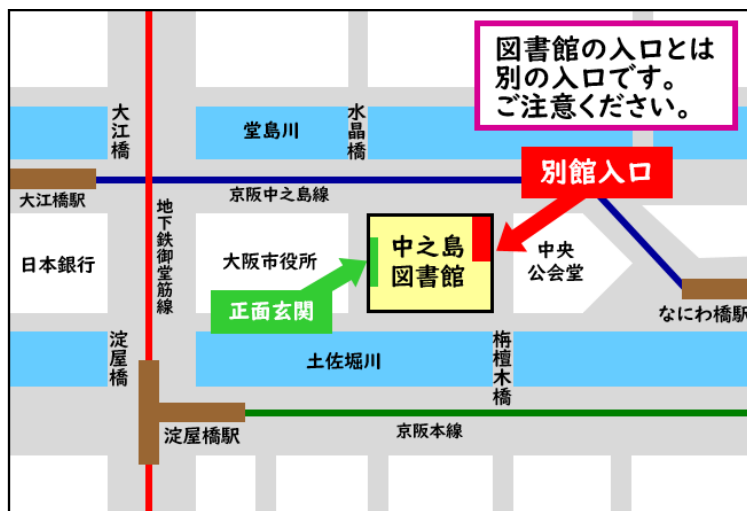 図書館の入口とは
別の入口です。
ご注意ください。
大江橋
堂島川
水晶橋
別館入口
大江橋駅
京阪中之島線
地下鉄御堂筋線
日本銀行
大阪市役所
中之島
図書館
中央
公会堂
正面玄関
なにわ橋駅
淀屋橋
土佐堀川
栴檀木橋
淀屋橋駅
京阪本線